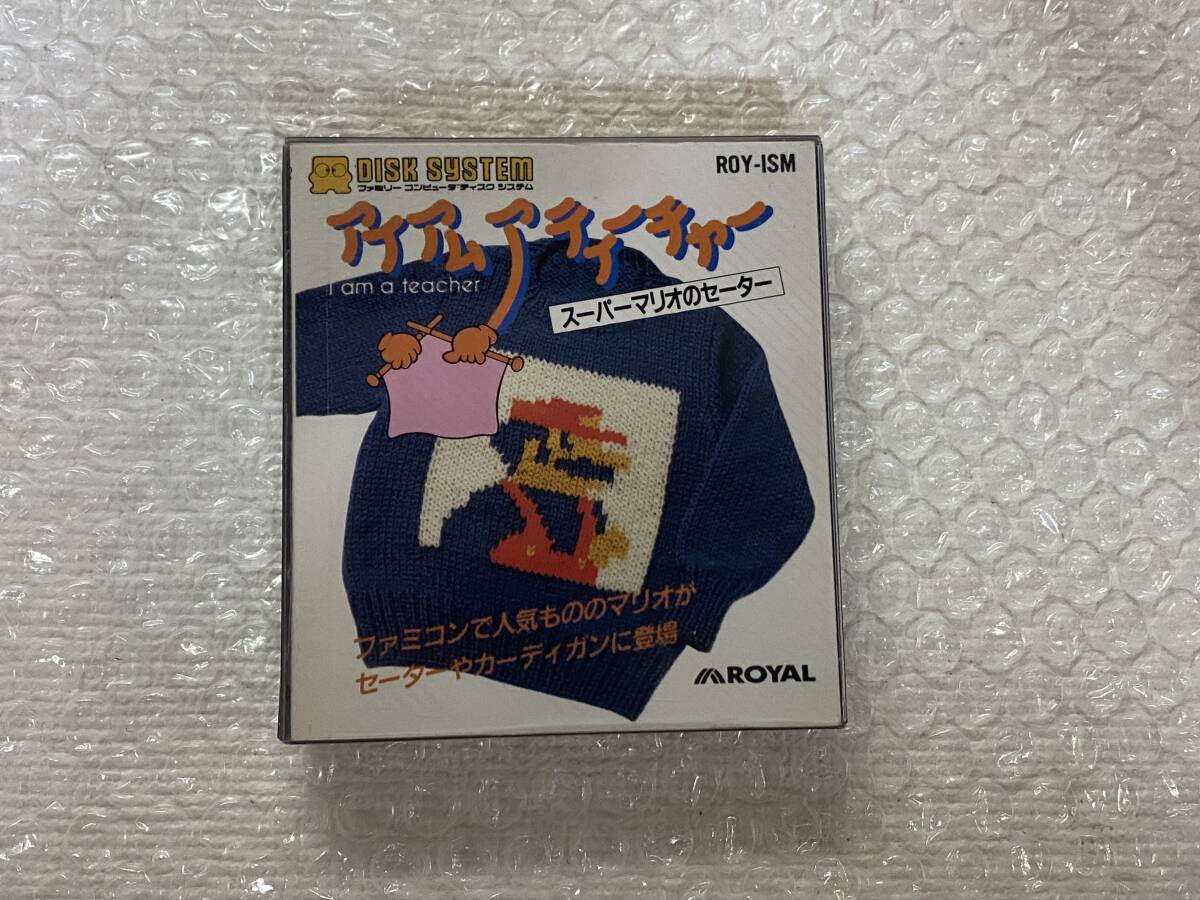 DISK SYSTEM
ファミリー コンピュータ ディスク システム
ROY-ISM
アイアムアティーチャー
I am a teacher
スーパーマリオのセーター
ファミコンで人気もののマリオが
セーターやカーディガンに登場
ROYAL